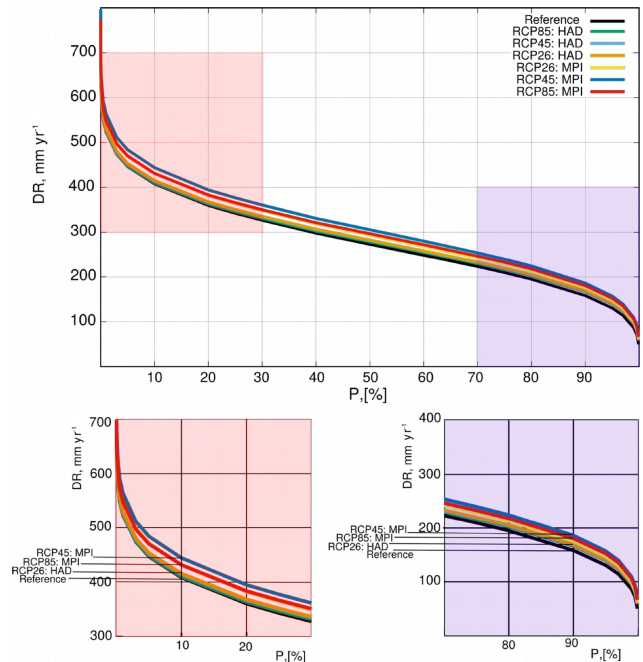 Reference
RCP85: HAD
RCP45: HAD
RCP26: HAD
RCP26: MPI
RCP45: MPI
RCP85: MPI
DR, mm yr⁻¹
700
600
500
400
300
200
100
10 20 30 40 50 60 70 80 90
P,[%]
DR, mm yr⁻¹
700
600
500
400
300
RCP45: MPI
RCP85: MPI
RCP26: HAD
Reference
10 20
P,[%]
DR, mm yr⁻¹
400
300
200
100
RCP45: MPI
RCP85: MPI
RCP26: HAD
Reference
80 90
P,[%]